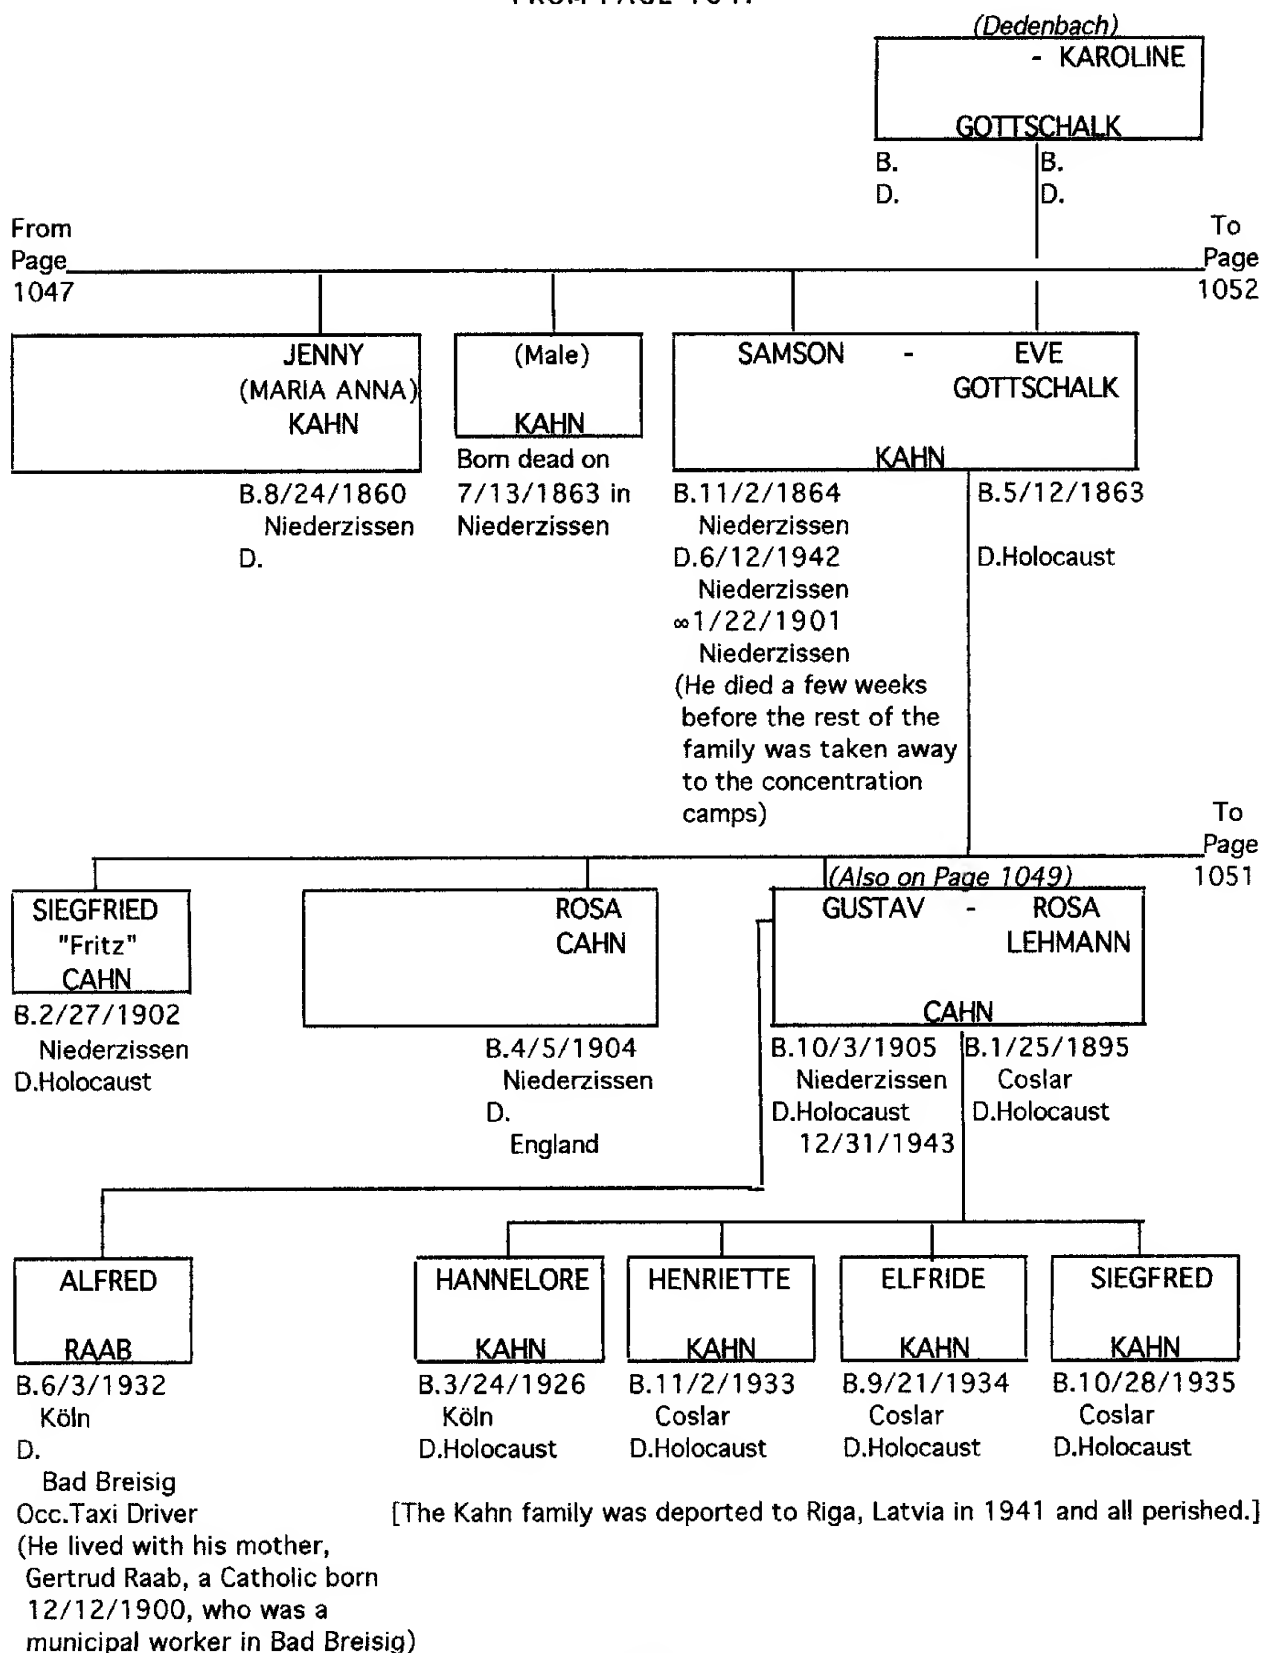 FROM PAGE 1047
(Dedenbach)
- KAROLINE
GOTTSCHALK
B. B.
D. D.
From
Page
1047
To
Page
1052
JENNY
(MARIA ANNA)
KAHN
B.8/24/1860
Niederzissen
D.
(Male)
KAHN
Born dead on
7/13/1863 in
Niederzissen
SAMSON - EVE
GOTTSCHALK
KAHN
B.11/2/1864
Niederzissen
D.6/12/1942
Niederzissen
∞1/22/1901
Niederzissen
(He died a few weeks
before the rest of the
family was taken away
to the concentration
camps)
B.5/12/1863
D.Holocaust
To
Page
1051
SIEGFRIED
"Fritz"
CAHN
B.2/27/1902
Niederzissen
D.Holocaust
ROSA
CAHN
B.4/5/1904
Niederzissen
D.
England
(Also on Page 1049)
GUSTAV - ROSA
LEHMANN
CAHN
B.10/3/1905
Niederzissen
D.Holocaust
12/31/1943
B.1/25/1895
Coslar
D.Holocaust
ALFRED
RAAB
B.6/3/1932
Köln
D.
Bad Breisig
Occ.Taxi Driver
(He lived with his mother,
Gertrud Raab, a Catholic born
12/12/1900, who was a
municipal worker in Bad Breisig)
HANNELORE
KAHN
B.3/24/1926
Köln
D.Holocaust
HENRIETTE
KAHN
B.11/2/1933
Coslar
D.Holocaust
ELFRIDE
KAHN
B.9/21/1934
Coslar
D.Holocaust
SIEGFRED
KAHN
B.10/28/1935
Coslar
D.Holocaust
[The Kahn family was deported to Riga, Latvia in 1941 and all perished.]